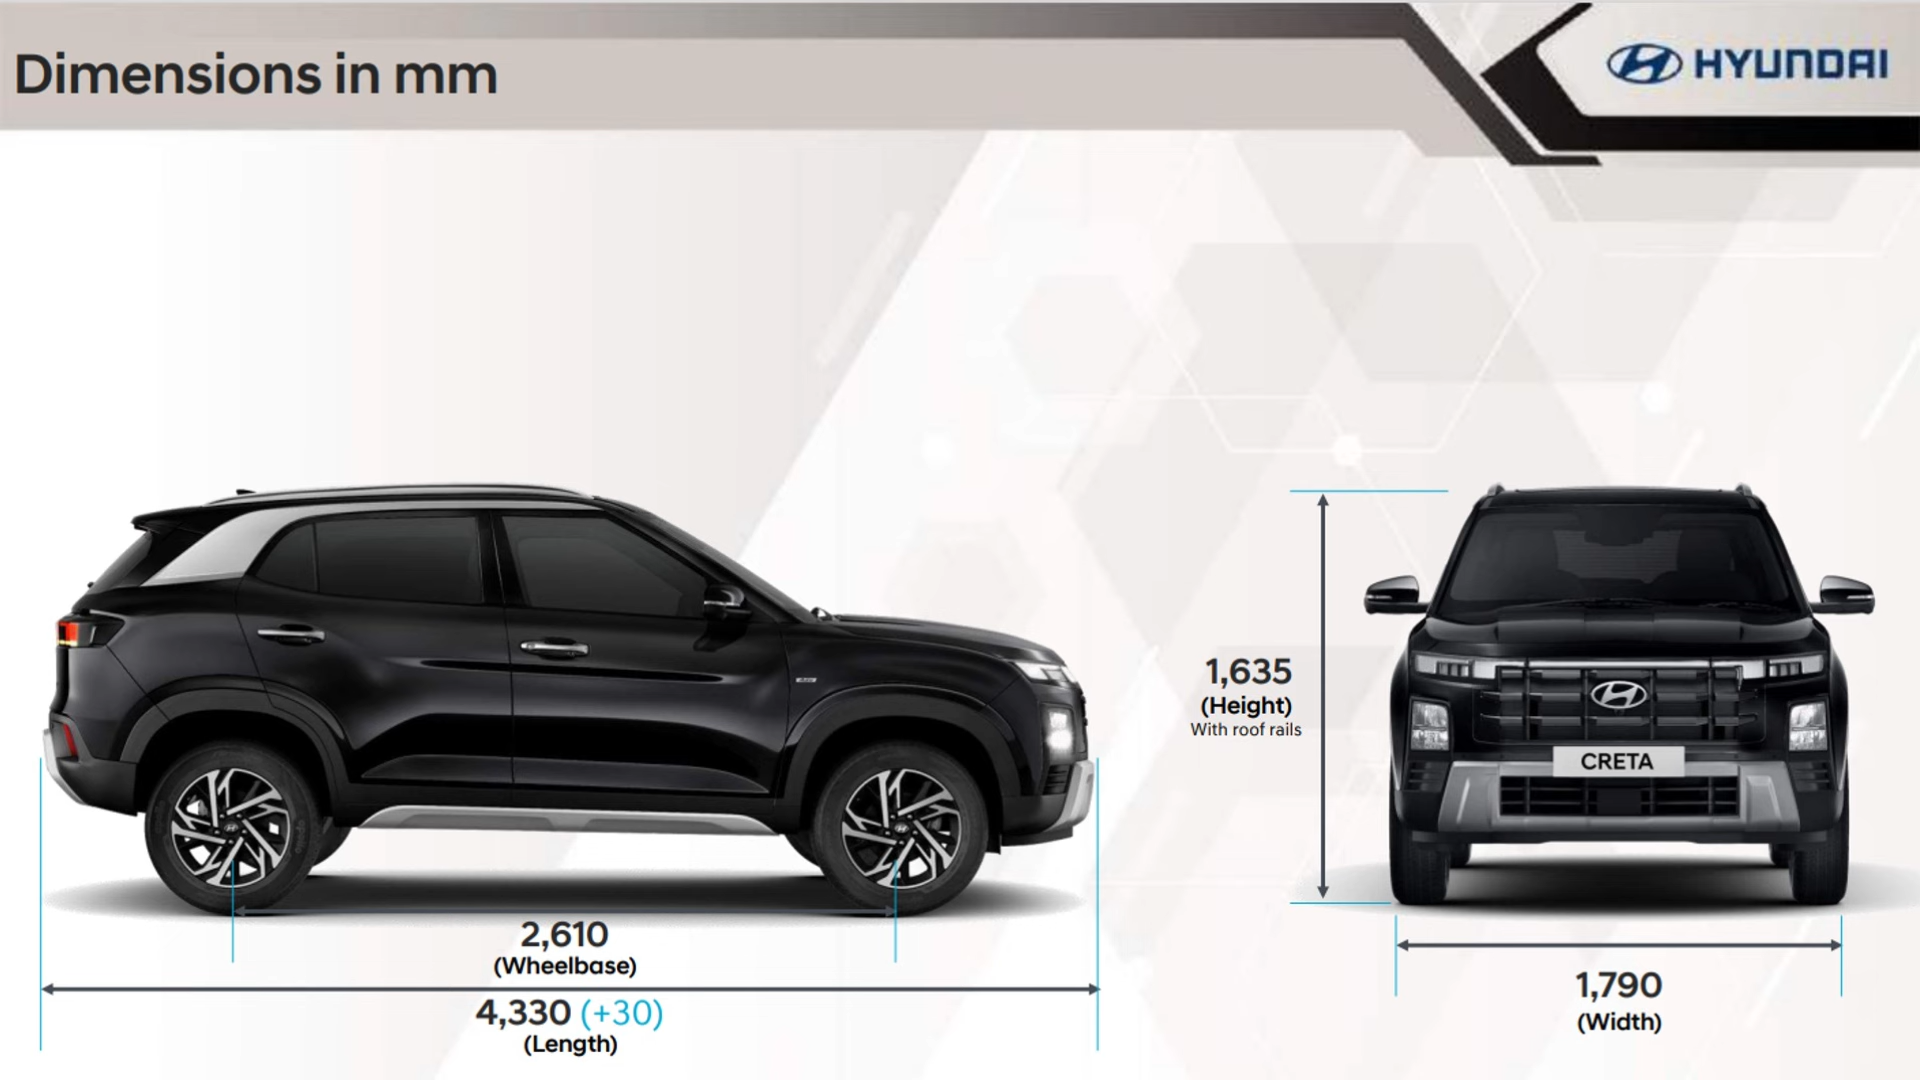 Dimensions in mm
HYUNDAI
1,635
(Height)
With roof rails
CRETA
2,610
(Wheelbase)
4,330 (+30)
(Length)
1,790
(Width)